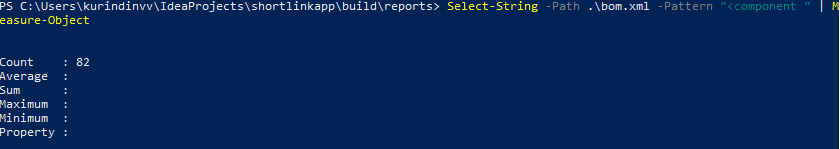 PS C:\Users\kurindinvv\IdeaProjects\shortlinkapp\build\reports> Select-String -Path .\bom.xml -Pattern "<component " | M
easure-Object
Count    : 82
Average  :
Sum      :
Maximum  :
Minimum  :
Property :